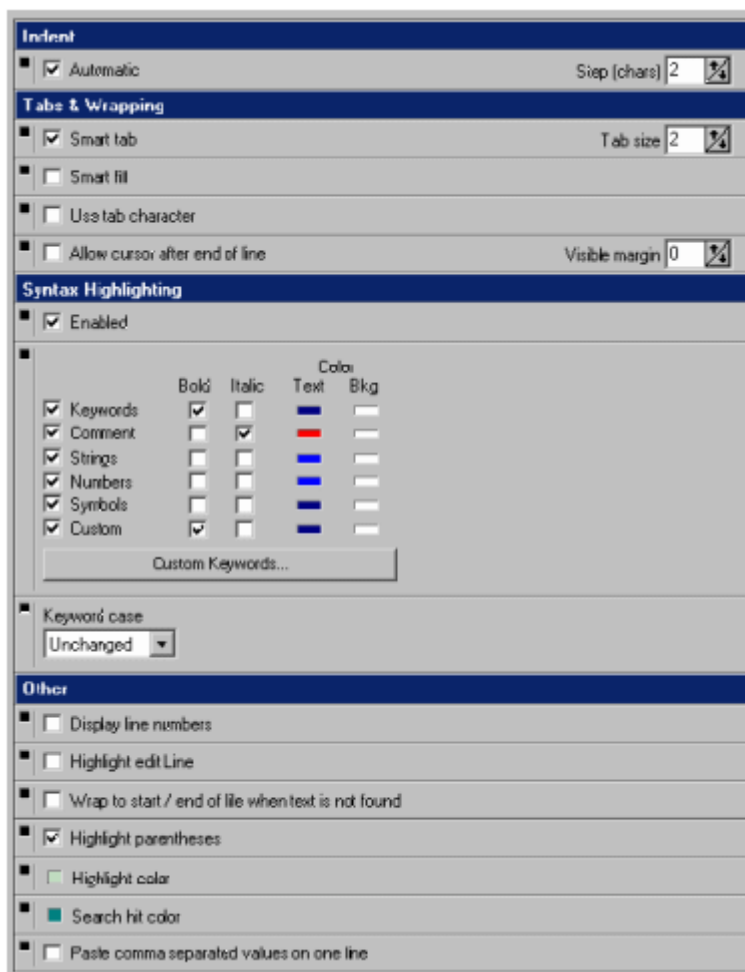 Indent
Automatic Step (chars) 2
Tabs & Wrapping
Smart tab Tab size 2
Smart fill
Use tab character
Allow cursor after end of line Visible margin 0
Syntax Highlighting
Enabled
Color
Bold Italic Text Bkg
Keywords
Comment
Strings
Numbers
Symbols
Custom
Custom Keywords...
Keyword case
Unchanged
Other
Display line numbers
Highlight edit Line
Wrap to start / end of file when text is not found
Highlight parentheses
Highlight color
Search hit color
Paste comma separated values on one line